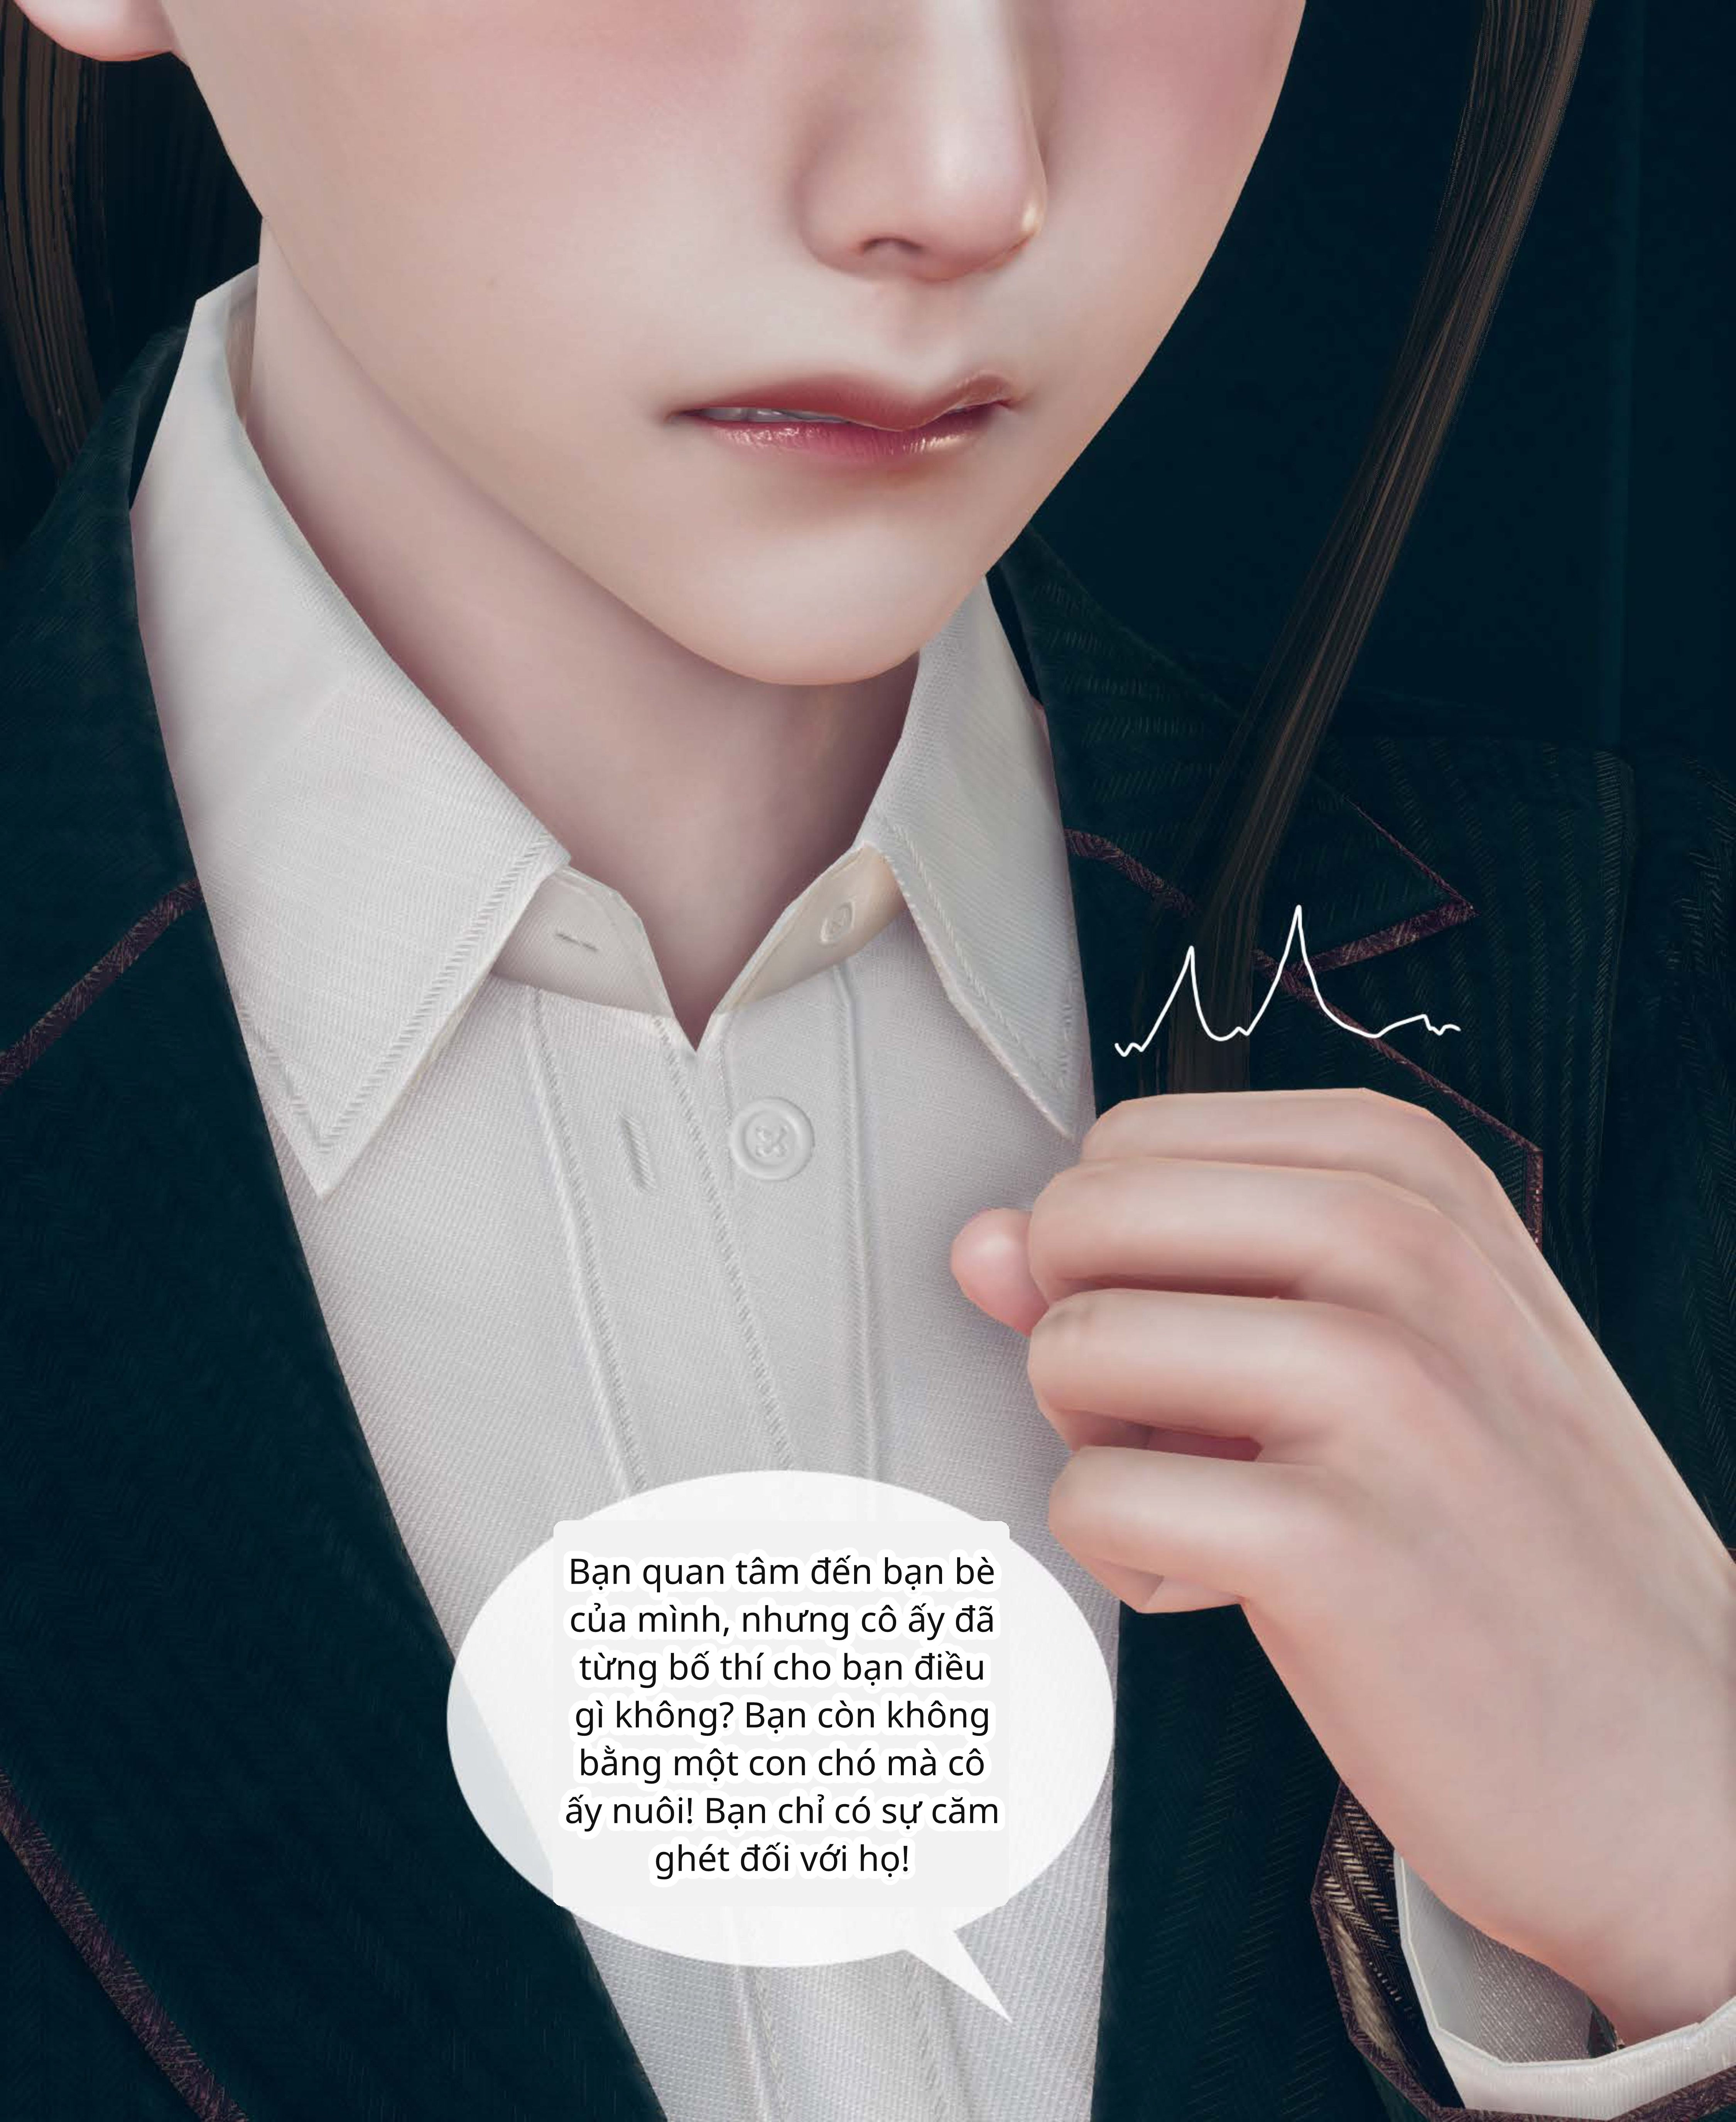 Bạn quan tâm đến bạn bè
của mình, nhưng cô ấy đã
từng bố thí cho bạn điều
gì không? Bạn còn không
bằng một con chó mà cô
ấy nuôi! Bạn chỉ có sự căm
ghét đối với họ!